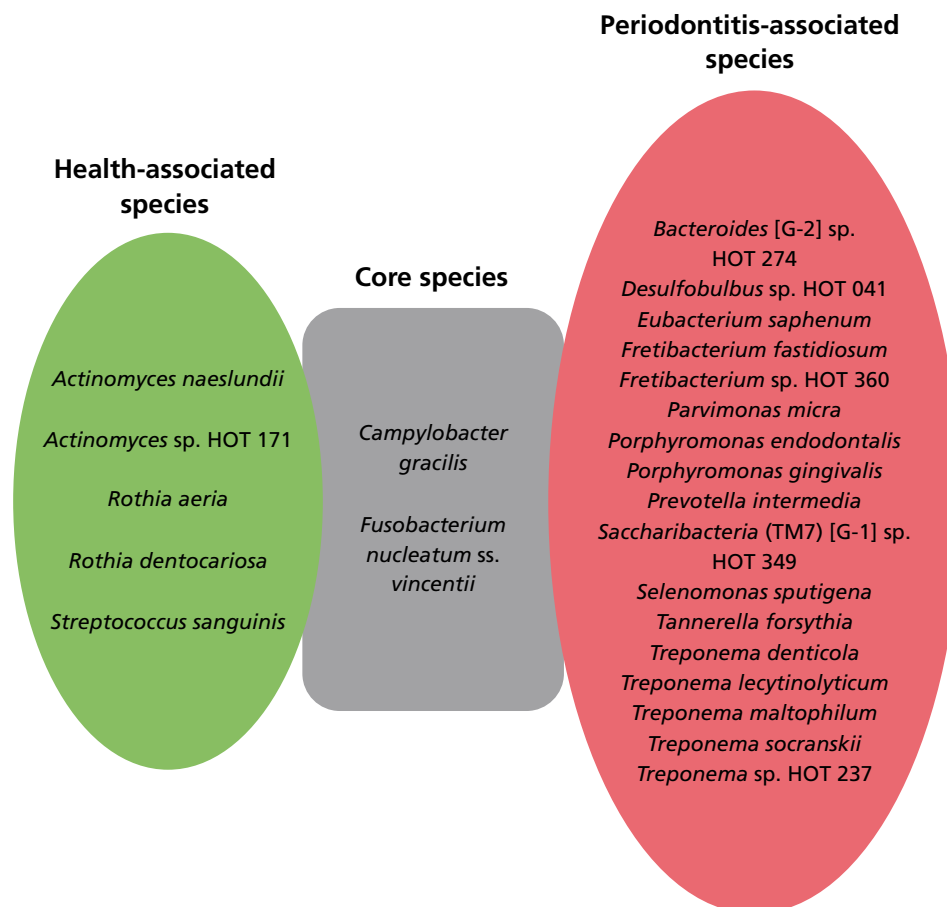 Health-associated
species
Actinomyces naeslundii
Actinomyces sp. HOT 171
Rothia aeria
Rothia dentocariosa
Streptococcus sanguinis
Core species
Campylobacter
gracilis
Fusobacterium
nucleatum ss.
vincentii
Periodontitis-associated
species
Bacteroides [G-2] sp.
HOT 274
Desulfobulbus sp. HOT 041
Eubacterium saphenum
Fretibacterium fastidiosum
Fretibacterium sp. HOT 360
Parvimonas micra
Porphyromonas endodontalis
Porphyromonas gingivalis
Prevotella intermedia
Saccharibacteria (TM7) [G-1] sp.
HOT 349
Selenomonas sputigena
Tannerella forsythia
Treponema denticola
Treponema lecytinolyticum
Treponema maltophilum
Treponema socranskii
Treponema sp. HOT 237